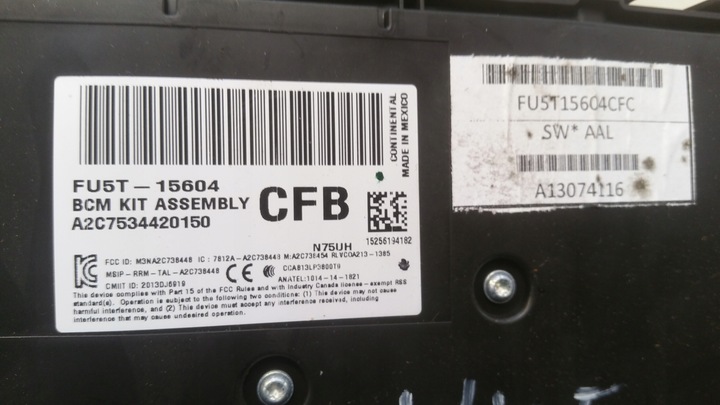 CONTINENTAL
MADE IN MEXICO
FU5T-15604
BCM KIT ASSEMBLY
A2C7534420150
CFB
15256194182
N75UH
FCC ID: M3NA2C738448 IC: 7812A-A2C738448 M:A2C738454 RLVCOA213-1385
MSIP-RRM-TAL-A2C738448
CE
CCAB13LP3800T9
CMIIT ID: 2013DJ6919
ANATEL:1014-14-1821
This device complies with Part 15 of the FCC Rules and with Industry Canada license - exempt RSS
standard(s). Operation is subject to the following two conditions: (1) This device may not cause
harmful interference, and (2) This device must accept any interference received, including
interference that may cause undesired operation.
FU5T15604CFC
SW* AAL
A13074116